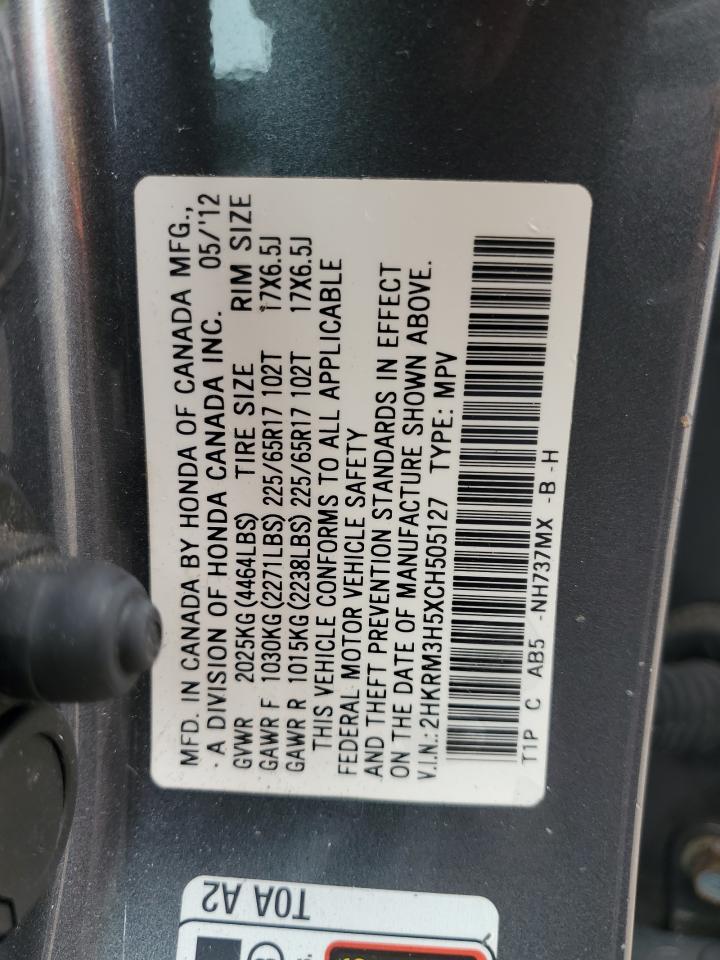 MFD. IN CANADA BY HONDA OF CANADA MFG.,
A DIVISION OF HONDA CANADA INC. 05/'12
GVWR 2025KG(4464LBS) TIRE SIZE RIM SIZE
GAWR F 1030KG(2271LBS) 225/65R17 102T 17X6.5J
GAWR R 1015KG(2238LBS) 225/65R17 102T 17X6.5J
THIS VEHICLE CONFORMS TO ALL APPLICABLE
FEDERAL MOTOR VEHICLE SAFETY
AND THEFT PREVENTION STANDARDS IN EFFECT
ON THE DATE OF MANUFACTURE SHOWN ABOVE.
V.I.N.: 2HKRM3H5XCH505127 TYPE: MPV
T1P C AB5 -NH737MX -B -H
T0A A2